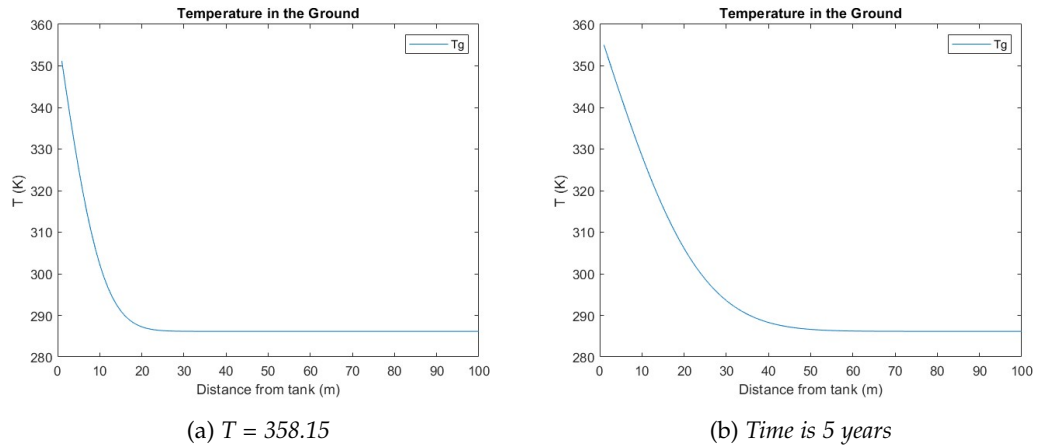 Temperature in the Ground
Tg
360
350
340
330
320
310
300
290
280
T (K)
0 10 20 30 40 50 60 70 80 90 100
Distance from tank (m)
(a) T = 358.15
Temperature in the Ground
Tg
360
350
340
330
320
310
300
290
280
T (K)
0 10 20 30 40 50 60 70 80 90 100
Distance from tank (m)
(b) Time is 5 years